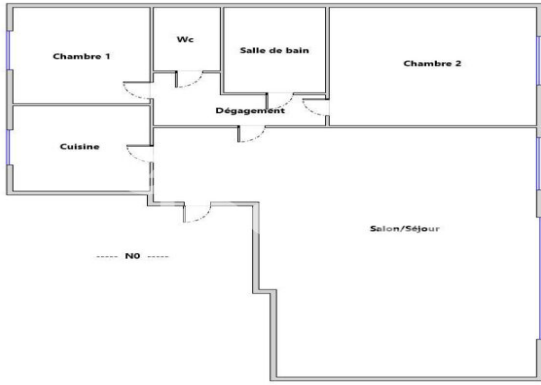 Wc
Salle de bain
Chambre 1
Chambre 2
Dégagement
Cuisine
Salon/Séjour
----- N0 -----